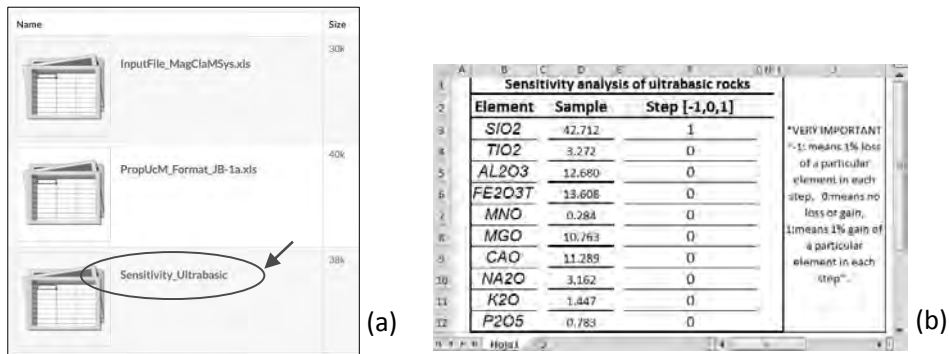 Name Size
30k
InputFile_MagClaMSys.xls
40k
PropUcM_Format_JB-1a.xls
38k
Sensitivity_Ultrabasic
(a)
Sensitivity analysis of ultrabasic rocks
Element Sample Step [-1,0,1]
SIO2 42.712 1
TIO2 3.272 0
AL2O3 12.680 0
FE2O3T 13.608 0
MNO 0.284 0
MGO 10.763 0
CAO 11.289 0
NA2O 3.162 0
K2O 1.447 0
P2O5 0.783 0
"VERY IMPORTANT
"-1: means 1% loss
of a particular
element in each
step, 0:means no
loss or gain,
1:means 1% gain of
a particular
element in each
step".
Hoja1
(b)